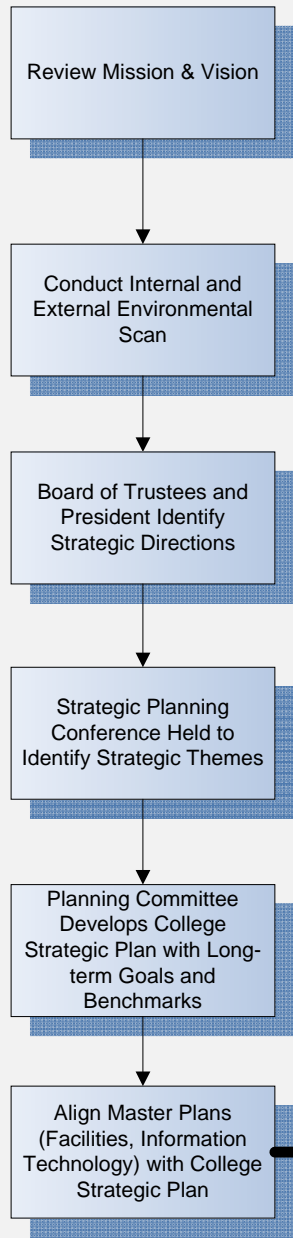 Review Mission & Vision
Conduct Internal and
External Environmental
Scan
Board of Trustees and
President Identify
Strategic Directions
Strategic Planning
Conference Held to
Identify Strategic Themes
Planning Committee
Develops College
Strategic Plan with Long-
term Goals and
Benchmarks
Align Master Plans
(Facilities, Information
Technology) with College
Strategic Plan